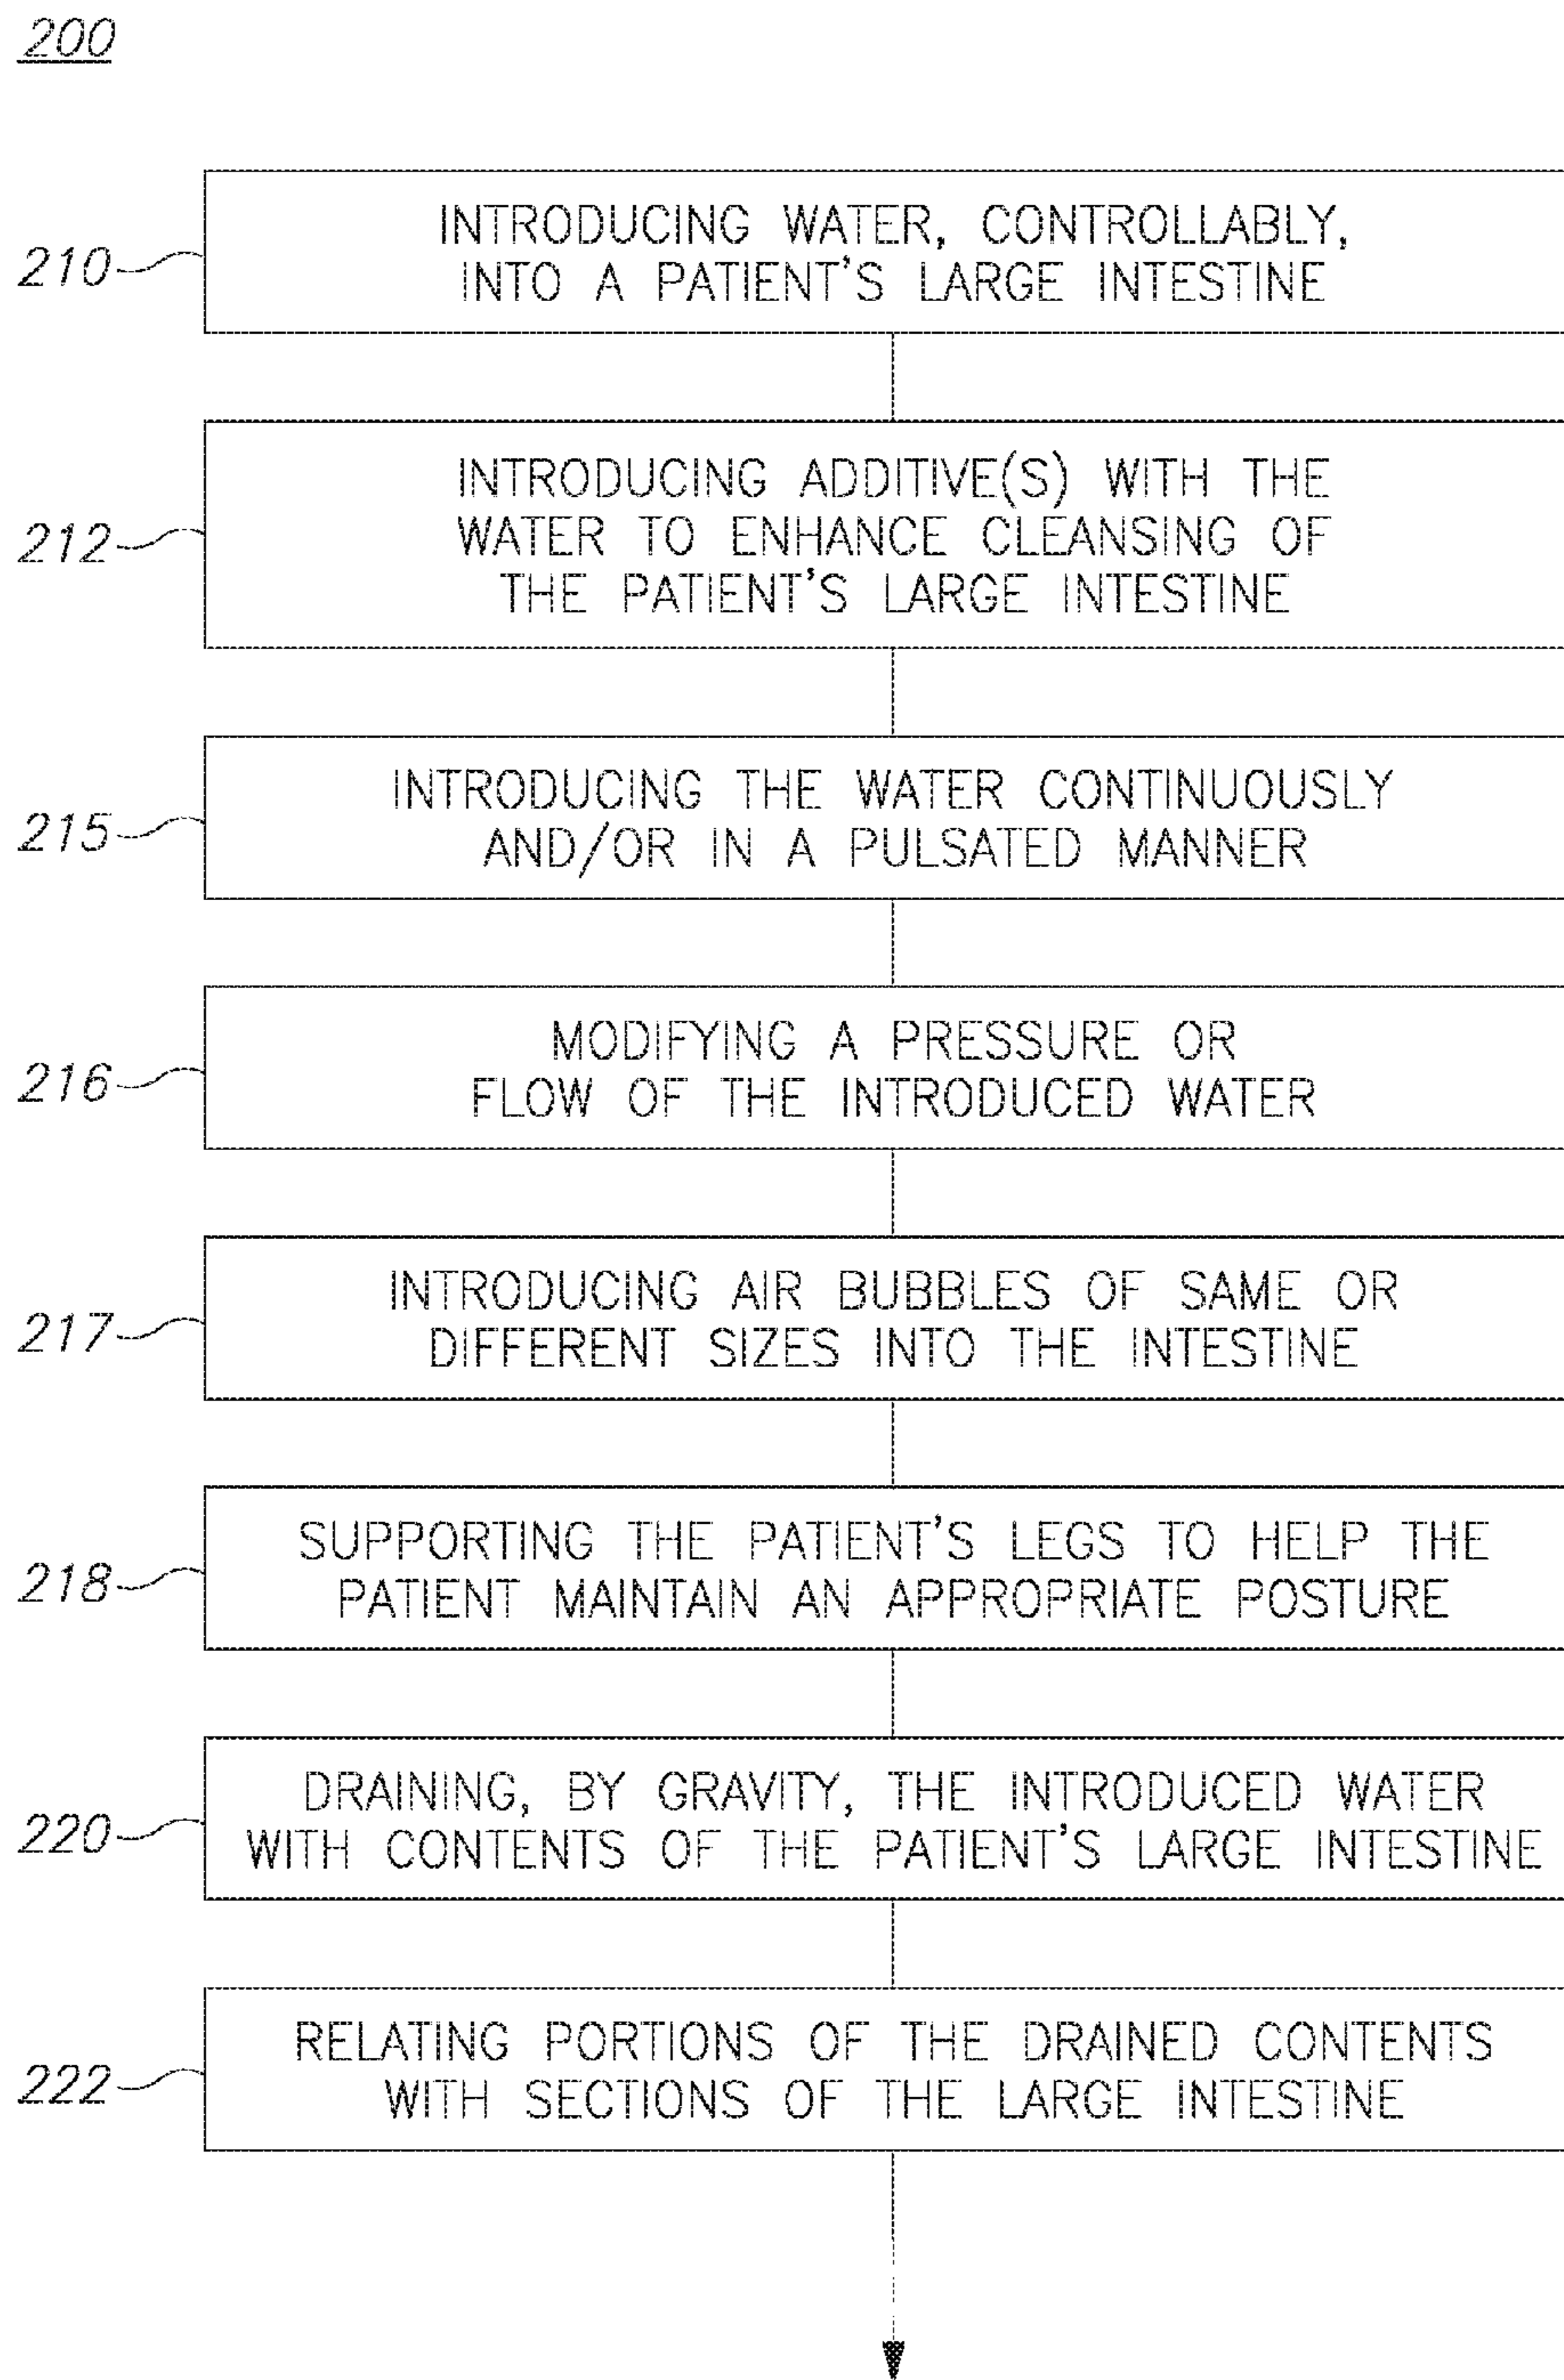 200
210
INTRODUCING WATER, CONTROLLABLY,
INTO A PATIENT'S LARGE INTESTINE
212
INTRODUCING ADDITIVE(S) WITH THE
WATER TO ENHANCE CLEANSING OF
THE PATIENT'S LARGE INTESTINE
215
INTRODUCING THE WATER CONTINUOUSLY
AND/OR IN A PULSATED MANNER
216
MODIFYING A PRESSURE OR
FLOW OF THE INTRODUCED WATER
217
INTRODUCING AIR BUBBLES OF SAME OR
DIFFERENT SIZES INTO THE INTESTINE
218
SUPPORTING THE PATIENT'S LEGS TO HELP THE
PATIENT MAINTAIN AN APPROPRIATE POSTURE
220
DRAINING, BY GRAVITY, THE INTRODUCED WATER
WITH CONTENTS OF THE PATIENT'S LARGE INTESTINE
222
RELATING PORTIONS OF THE DRAINED CONTENTS
WITH SECTIONS OF THE LARGE INTESTINE